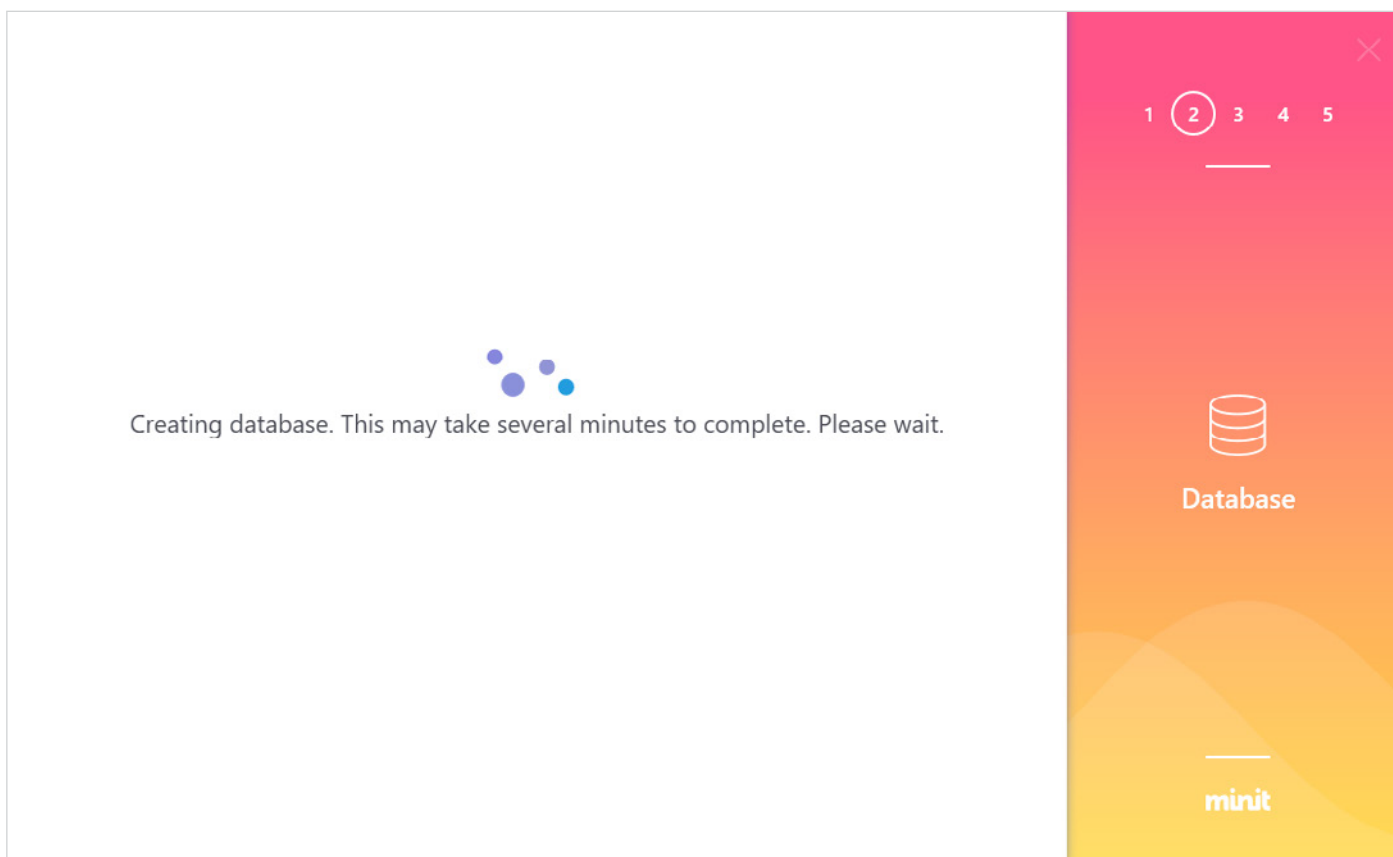 1 2 3 4 5
Creating database. This may take several minutes to complete. Please wait.
Database
minit